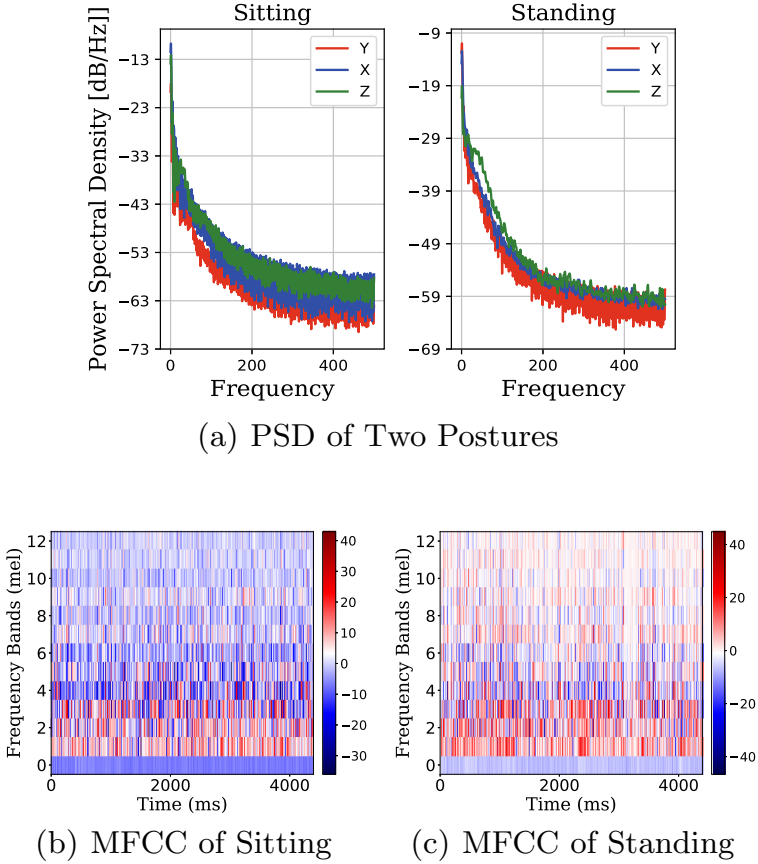 Sitting
Standing
Power Spectral Density [dB/Hz]]
−13
−23
−33
−43
−53
−63
−73
Y
X
Z
0
200
400
Frequency
−9
−19
−29
−39
−49
−59
−69
Y
X
Z
0
200
400
Frequency
(a) PSD of Two Postures
Frequency Bands (mel)
12
10
8
6
4
2
0
0
2000
4000
Time (ms)
40
30
20
10
0
−10
−20
−30
(b) MFCC of Sitting
Frequency Bands (mel)
12
10
8
6
4
2
0
0
2000
4000
Time (ms)
40
20
0
−20
−40
(c) MFCC of Standing